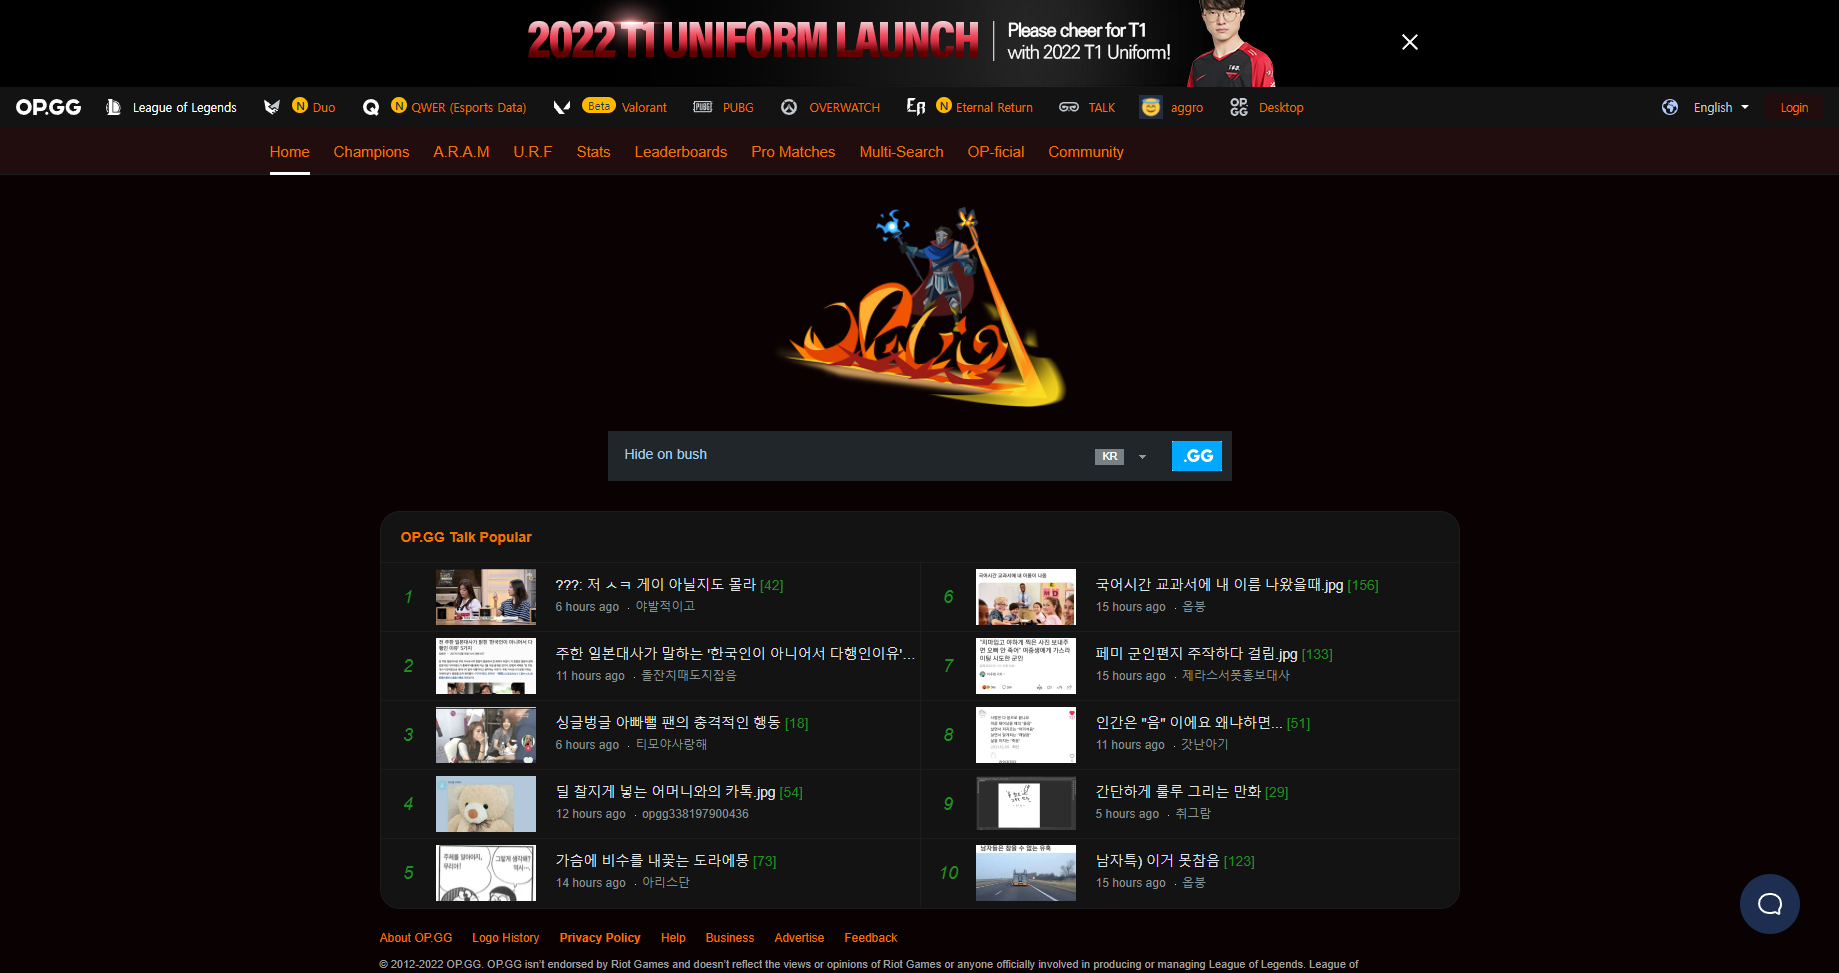 2022 T1 UNIFORM LAUNCH
Please cheer for T1
with 2022 T1 Uniform!
OP.GG
League of Legends
N Duo
N QWER (Esports Data)
Beta Valorant
PUBG PUBG
OVERWATCH
N Eternal Return
TALK
aggro
OP.GG Desktop
English
Login
Home
Champions
A.R.A.M
U.R.F
Stats
Leaderboards
Pro Matches
Multi-Search
OP-ficial
Community
Hide on bush
KR
.GG
OP.GG Talk Popular
1
???: 저 ㅅㅋ 게이 아닐지도 몰라 [42]
6 hours ago · 야발적이고
2
주한 일본대사가 말하는 '한국인이 아니어서 다행인이유'...
11 hours ago · 돌잔치때도지잡음
3
싱글벙글 아빠뻘 팬의 충격적인 행동 [18]
6 hours ago · 티모야사랑해
4
딜 찰지게 넣는 어머니와의 카톡.jpg [54]
12 hours ago · opgg338197900436
5
가슴에 비수를 내꽂는 도라에몽 [73]
14 hours ago · 아리스단
6
국어시간 교과서에 내 이름 나왔을때.jpg [156]
15 hours ago · 옵붕
7
페미 군인편지 주작하다 걸림.jpg [133]
15 hours ago · 제라스서폿홍보대사
8
인간은 "음" 이에요 왜냐하면... [51]
11 hours ago · 갓난아기
9
간단하게 룰루 그리는 만화 [29]
5 hours ago · 취그람
10
남자특) 이거 못참음 [123]
15 hours ago · 옵붕
About OP.GG
Logo History
Privacy Policy
Help
Business
Advertise
Feedback
© 2012-2022 OP.GG. OP.GG isn't endorsed by Riot Games and doesn't reflect the views or opinions of Riot Games or anyone officially involved in producing or managing League of Legends. League of